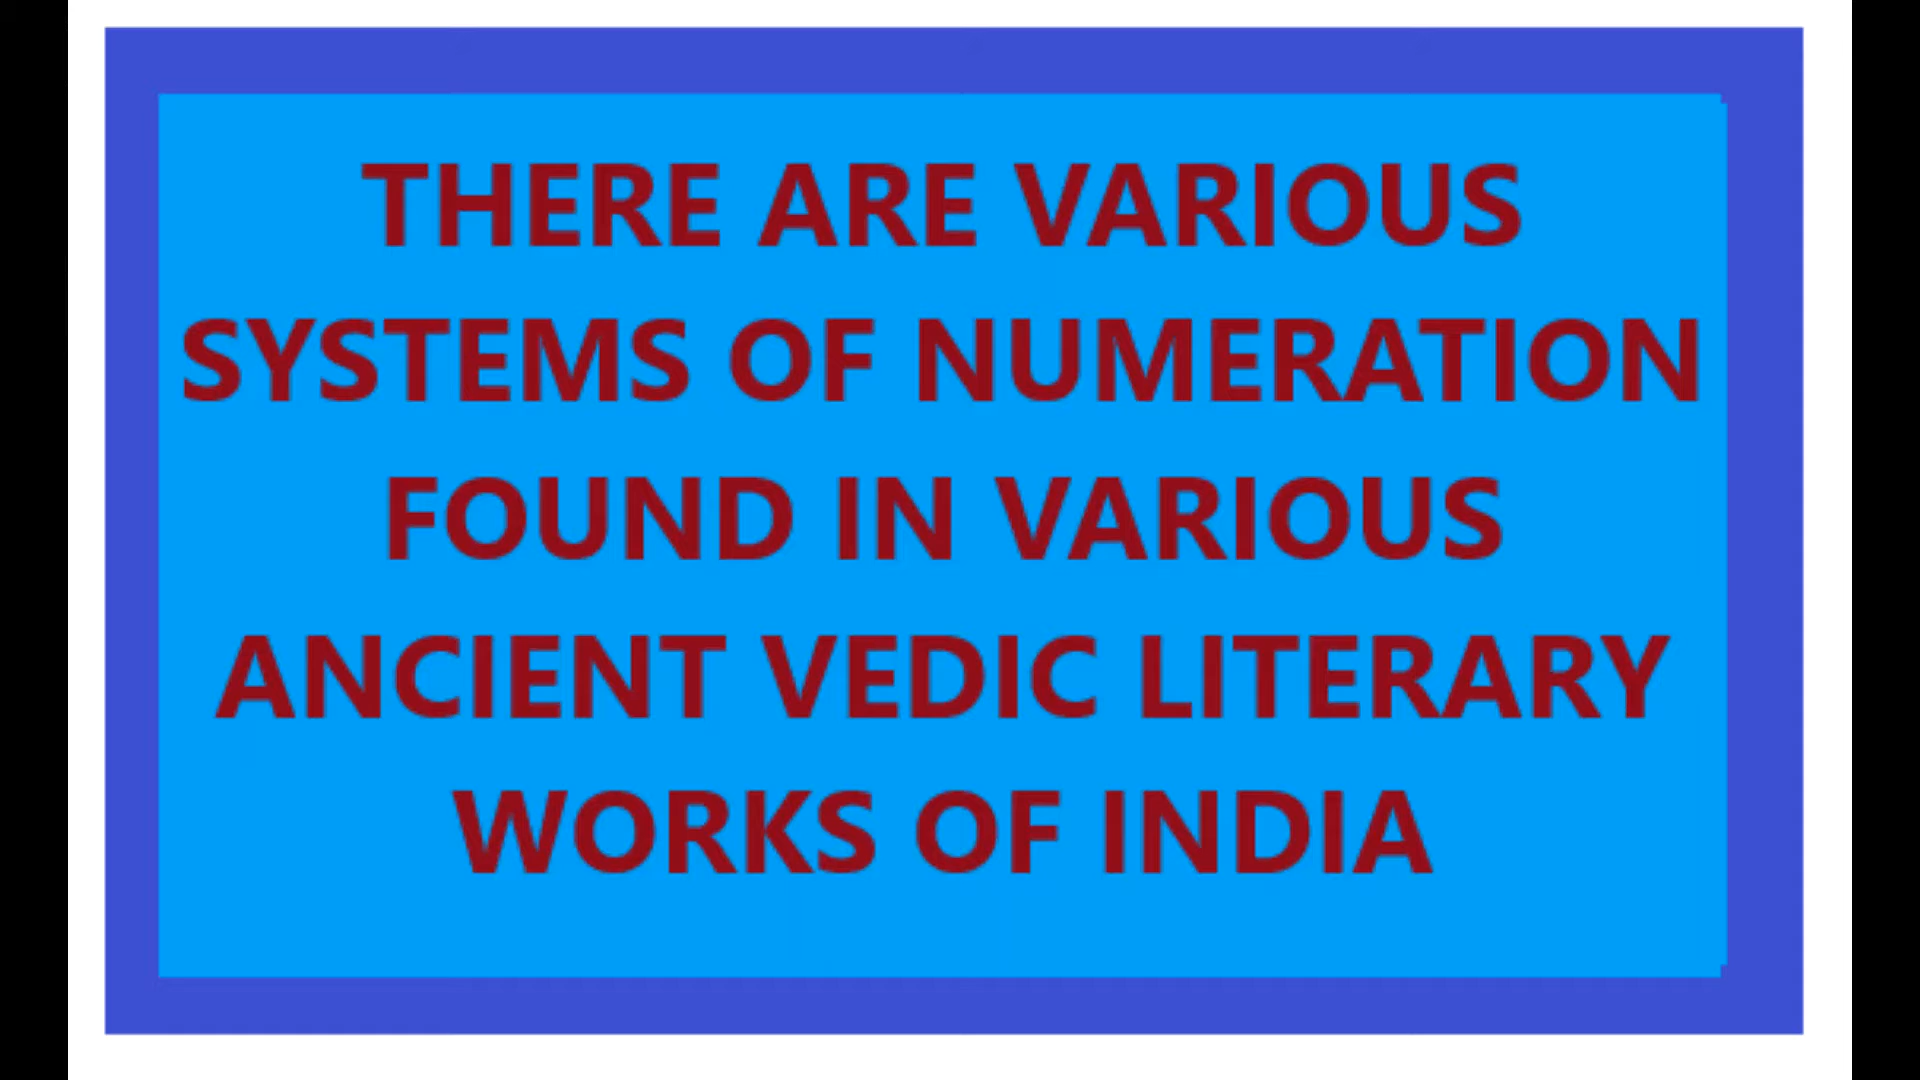 THERE ARE VARIOUS
SYSTEMS OF NUMERATION
FOUND IN VARIOUS
ANCIENT VEDIC LITERARY
WORKS OF INDIA